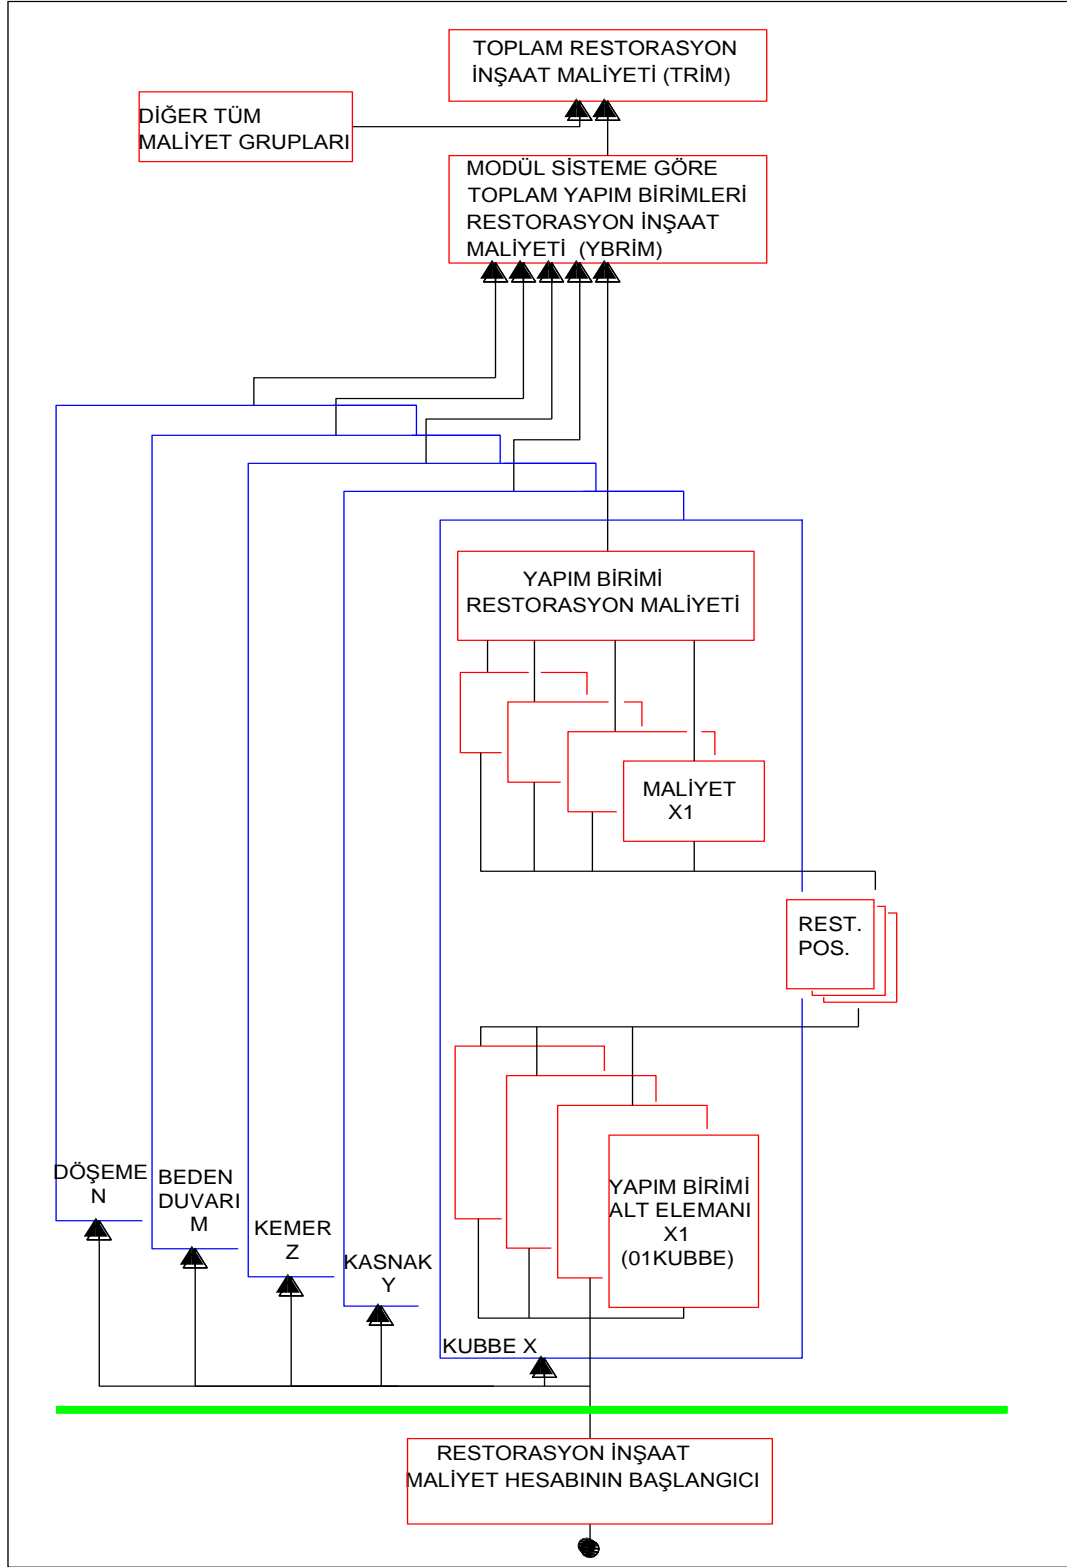 TOPLAM RESTORASYON
İNŞAAT MALİYETİ (TRİM)
DİĞER TÜM
MALİYET GRUPLARI
MODÜL SİSTEME GÖRE
TOPLAM YAPIM BİRİMLERİ
RESTORASYON İNŞAAT
MALİYETİ (YBRİM)
YAPIM BİRİMİ
RESTORASYON MALİYETİ
MALİYET
X1
REST.
POS.
DÖŞEME
N
BEDEN
DUVARI
M
KEMER
Z
KASNAK
Y
YAPIM BİRİMİ
ALT ELEMANI
X1
(01KUBBE)
KUBBE X
RESTORASYON İNŞAAT
MALİYET HESABININ BAŞLANGICI